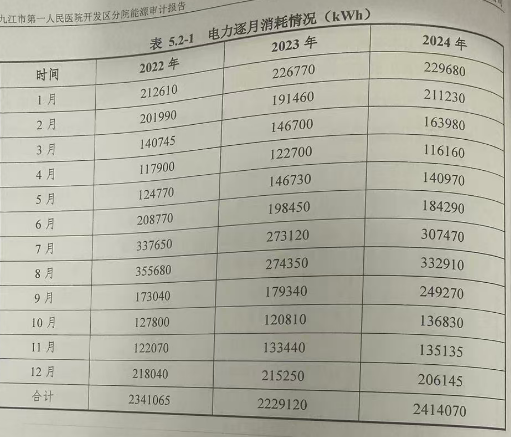 九江市第一人民医院开发区分院能源审计报告
表 5.2-1 电力逐月消耗情况（kWh）
时间 2022 年 2023 年 2024 年
1 月 212610 226770 229680
2 月 201990 191460 211230
3 月 140745 146700 163980
4 月 117900 122700 116160
5 月 124770 146730 140970
6 月 208770 198450 184290
7 月 337650 273120 307470
8 月 355680 274350 332910
9 月 173040 179340 249270
10 月 127800 120810 136830
11 月 122070 133440 135135
12 月 218040 215250 206145
合计 2341065 2229120 2414070